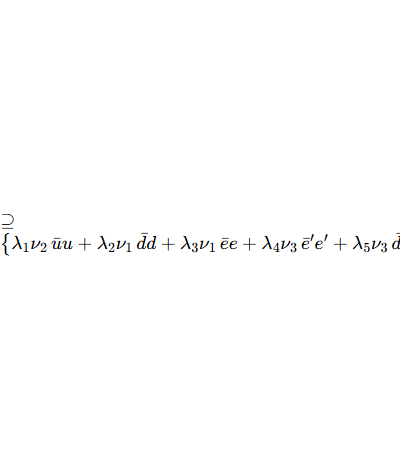 ⊇
{λ₁ν₂ ūu + λ₂ν₁ d̄d + λ₃ν₁ ēe + λ₄ν₃ ē′e′ + λ₅ν₃ d̄